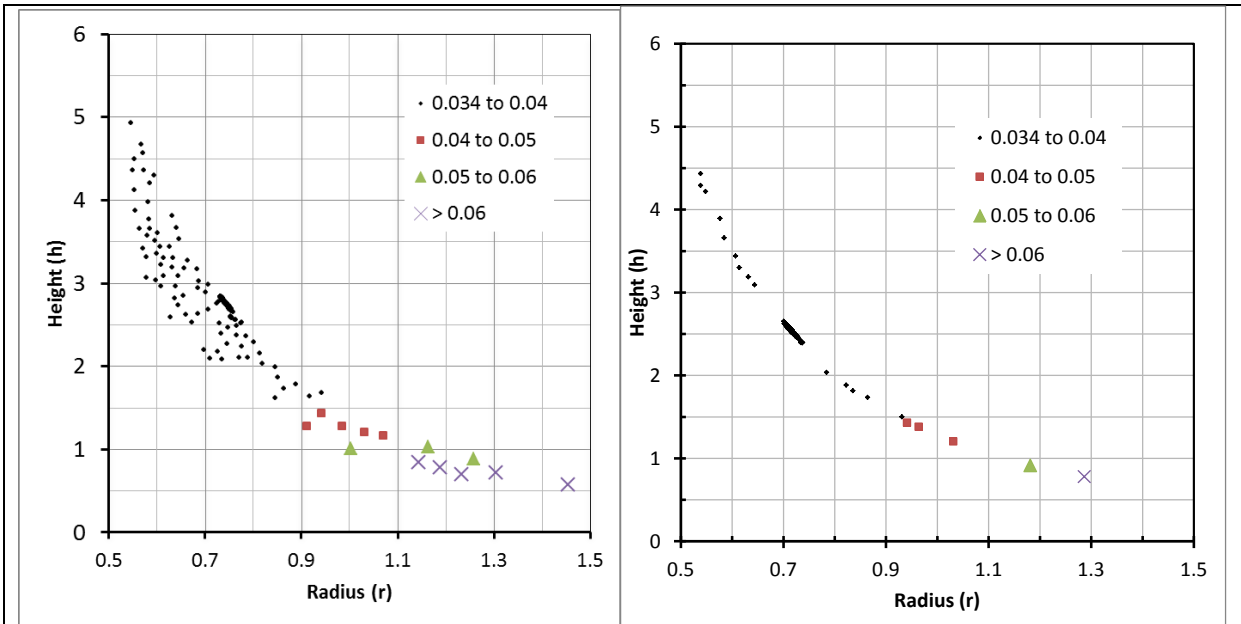 6
5
4
3
2
1
0
Height (h)
0.034 to 0.04
0.04 to 0.05
0.05 to 0.06
> 0.06
0.5 0.7 0.9 1.1 1.3 1.5
Radius (r)
6
5
4
3
2
1
0
Height (h)
0.034 to 0.04
0.04 to 0.05
0.05 to 0.06
> 0.06
0.5 0.7 0.9 1.1 1.3 1.5
Radius (r)